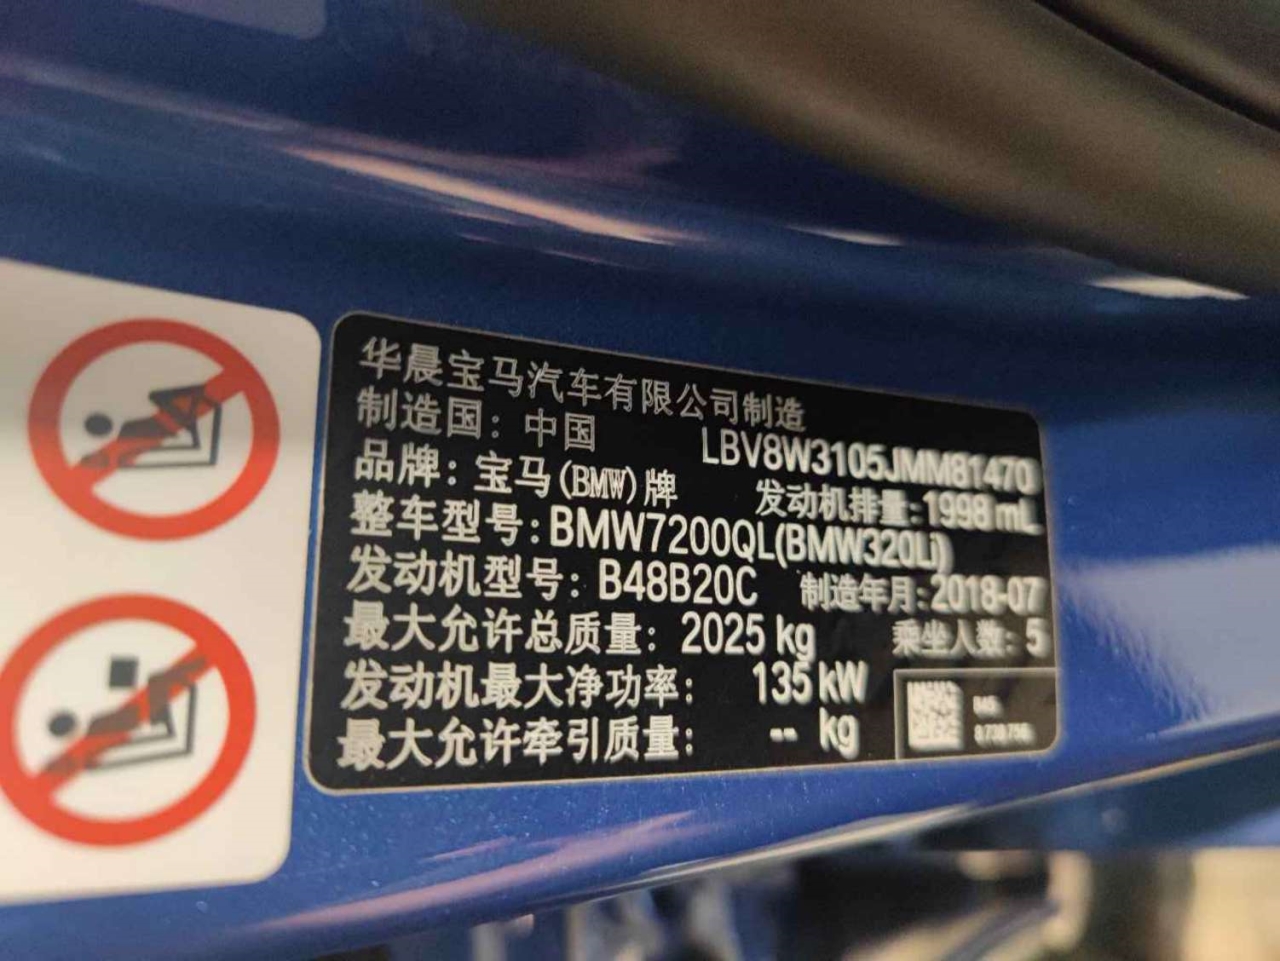 华晨宝马汽车有限公司制造
制造国：中国 LBV8W3105JMM81470
品牌：宝马(BMW)牌 发动机排量:1998 mL
整车型号:BMW7200QL(BMW320Li)
发动机型号：B48B20C 制造年月:2018-07
最大允许总质量：2025 kg 乘坐人数：5
发动机最大净功率： 135 kW
最大允许牵引质量： -- kg